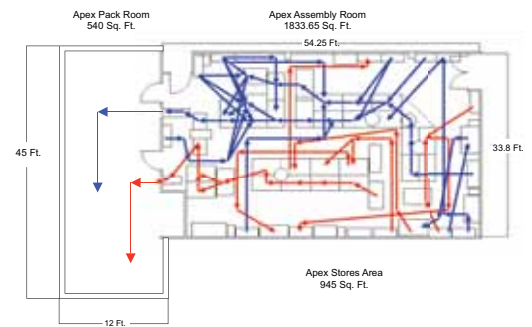 Apex Pack Room
540 Sq. Ft.
Apex Assembly Room
1833.65 Sq. Ft.
54.25 Ft.
45 Ft.
33.8 Ft.
Apex Stores Area
945 Sq. Ft.
12 Ft.